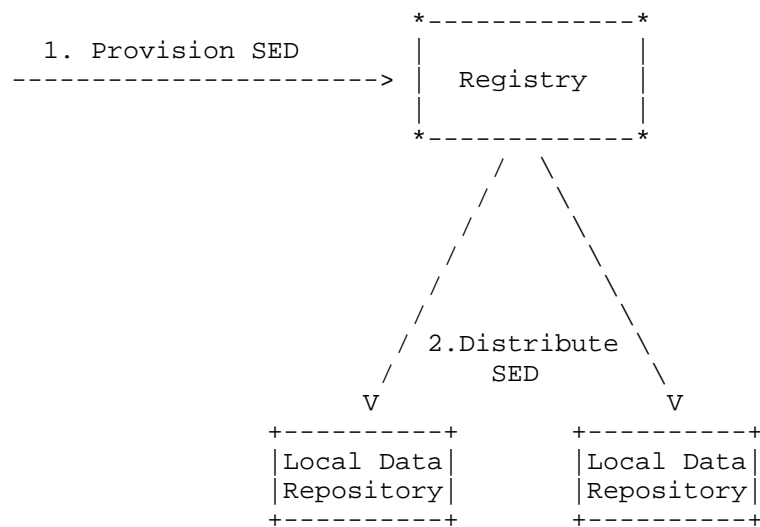 1. Provision SED
Registry
2.Distribute
SED
V
V
Local Data
Repository
Local Data
Repository